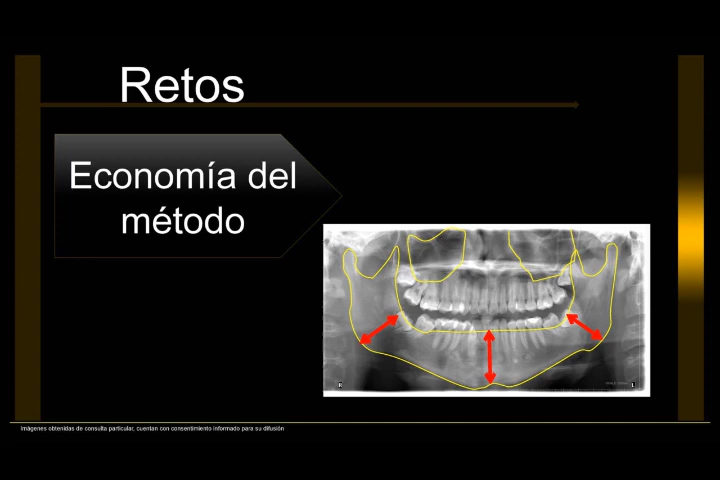 Retos
Economía del
método
R
L
Imágenes obtenidas de consulta particular, cuentan con consentimiento informado para su difusión